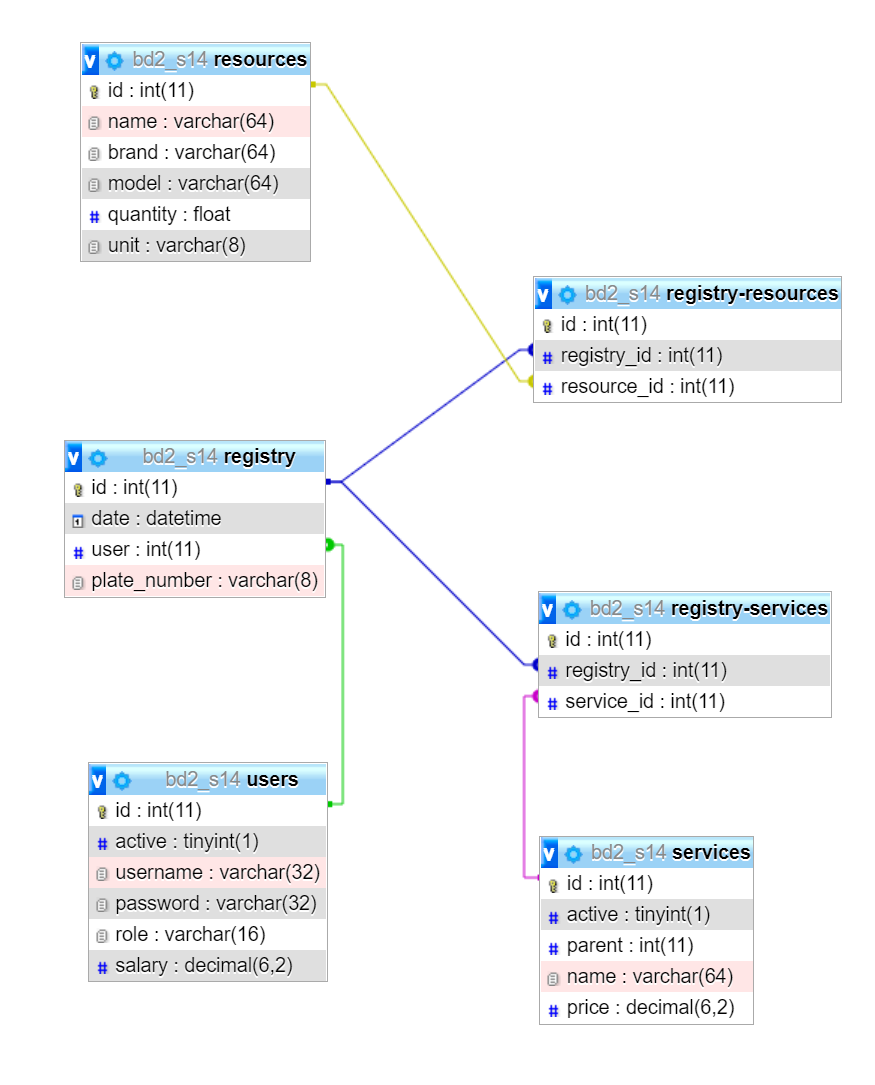 v bd2_s14 resources
id : int(11)
name : varchar(64)
brand : varchar(64)
model : varchar(64)
# quantity : float
unit : varchar(8)
v bd2_s14 registry-resources
id : int(11)
# registry_id : int(11)
# resource_id : int(11)
v bd2_s14 registry
id : int(11)
date : datetime
# user : int(11)
plate_number : varchar(8)
v bd2_s14 registry-services
id : int(11)
# registry_id : int(11)
# service_id : int(11)
v bd2_s14 users
id : int(11)
# active : tinyint(1)
username : varchar(32)
password : varchar(32)
role : varchar(16)
# salary : decimal(6,2)
v bd2_s14 services
id : int(11)
# active : tinyint(1)
# parent : int(11)
name : varchar(64)
# price : decimal(6,2)